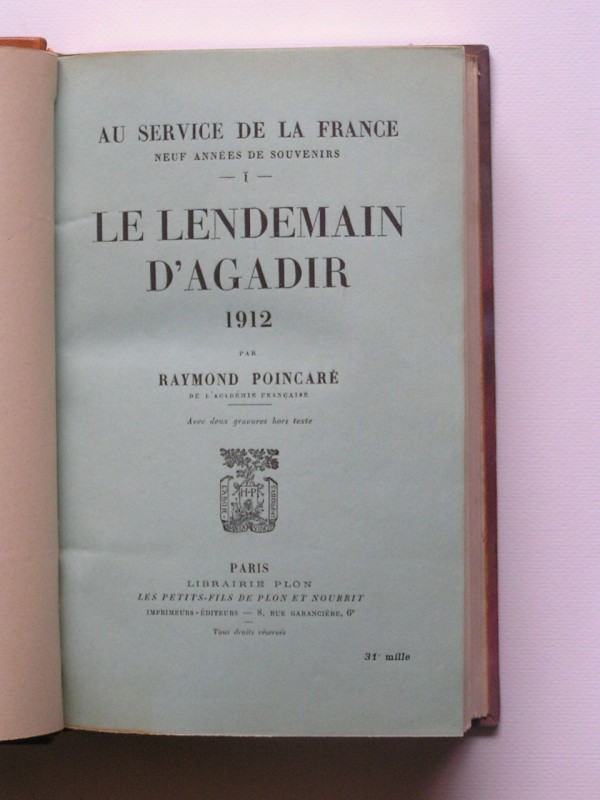 AU SERVICE DE LA FRANCE
NEUF ANNÉES DE SOUVENIRS
— I —
LE LENDEMAIN
D'AGADIR
1912
PAR
RAYMOND POINCARÉ
DE L'ACADÉMIE FRANÇAISE
Avec deux gravures hors texte
H·P
PARIS
LIBRAIRIE PLON
LES PETITS-FILS DE PLON ET NOURRIT
IMPRIMEURS-ÉDITEURS — 8, RUE GARANCIÈRE, 6e
Tous droits réservés
31e mille